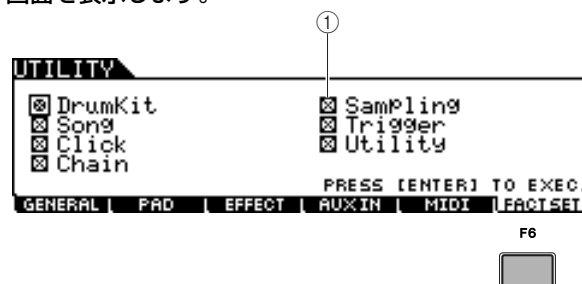 画面を表示します。
①
UTILITY
DrumKit
Song
Click
Chain
Sampling
Trigger
Utility
PRESS [ENTER] TO EXEC.
GENERAL PAD EFFECT AUXIN MIDI FACTSET
F6